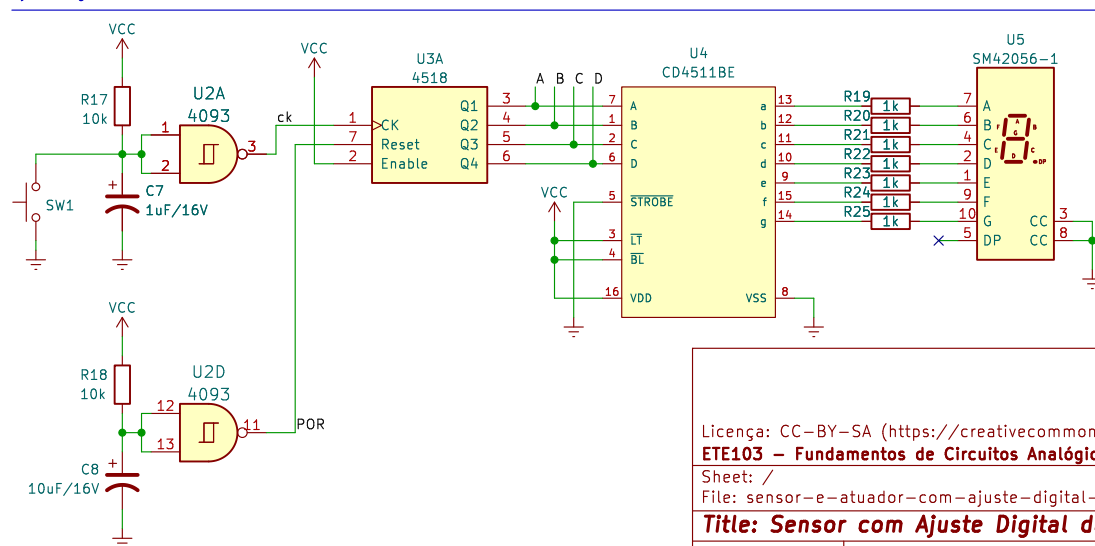 VCC
R17
10k
U2A
4093
1
2
3
ck
SW1
+
C7
1uF/16V
VCC
U3A
4518
1
7
2
CK
Reset
Enable
Q1
Q2
Q3
Q4
3
4
5
6
A B C D
U4
CD4511BE
7
1
2
6
5
3
4
16
A
B
C
D
STROBE
LT
BL
VDD
VCC
a
b
c
d
e
f
g
VSS
13
12
11
10
9
15
14
8
R19
1k
R20
1k
R21
1k
R22
1k
R23
1k
R24
1k
R25
1k
U5
SM42056-1
7
6
4
2
1
9
10
5
A
B
C
D
E
F
G
DP
A
F
B
G
E
C
D
DP
CC
CC
3
8
VCC
R18
10k
U2D
4093
12
13
11
POR
+
C8
10uF/16V
Licença: CC-BY-SA (https://creativecommon
ETE103 - Fundamentos de Circuitos Analógic
Sheet: /
File: sensor-e-atuador-com-ajuste-digital-
Title: Sensor com Ajuste Digital d